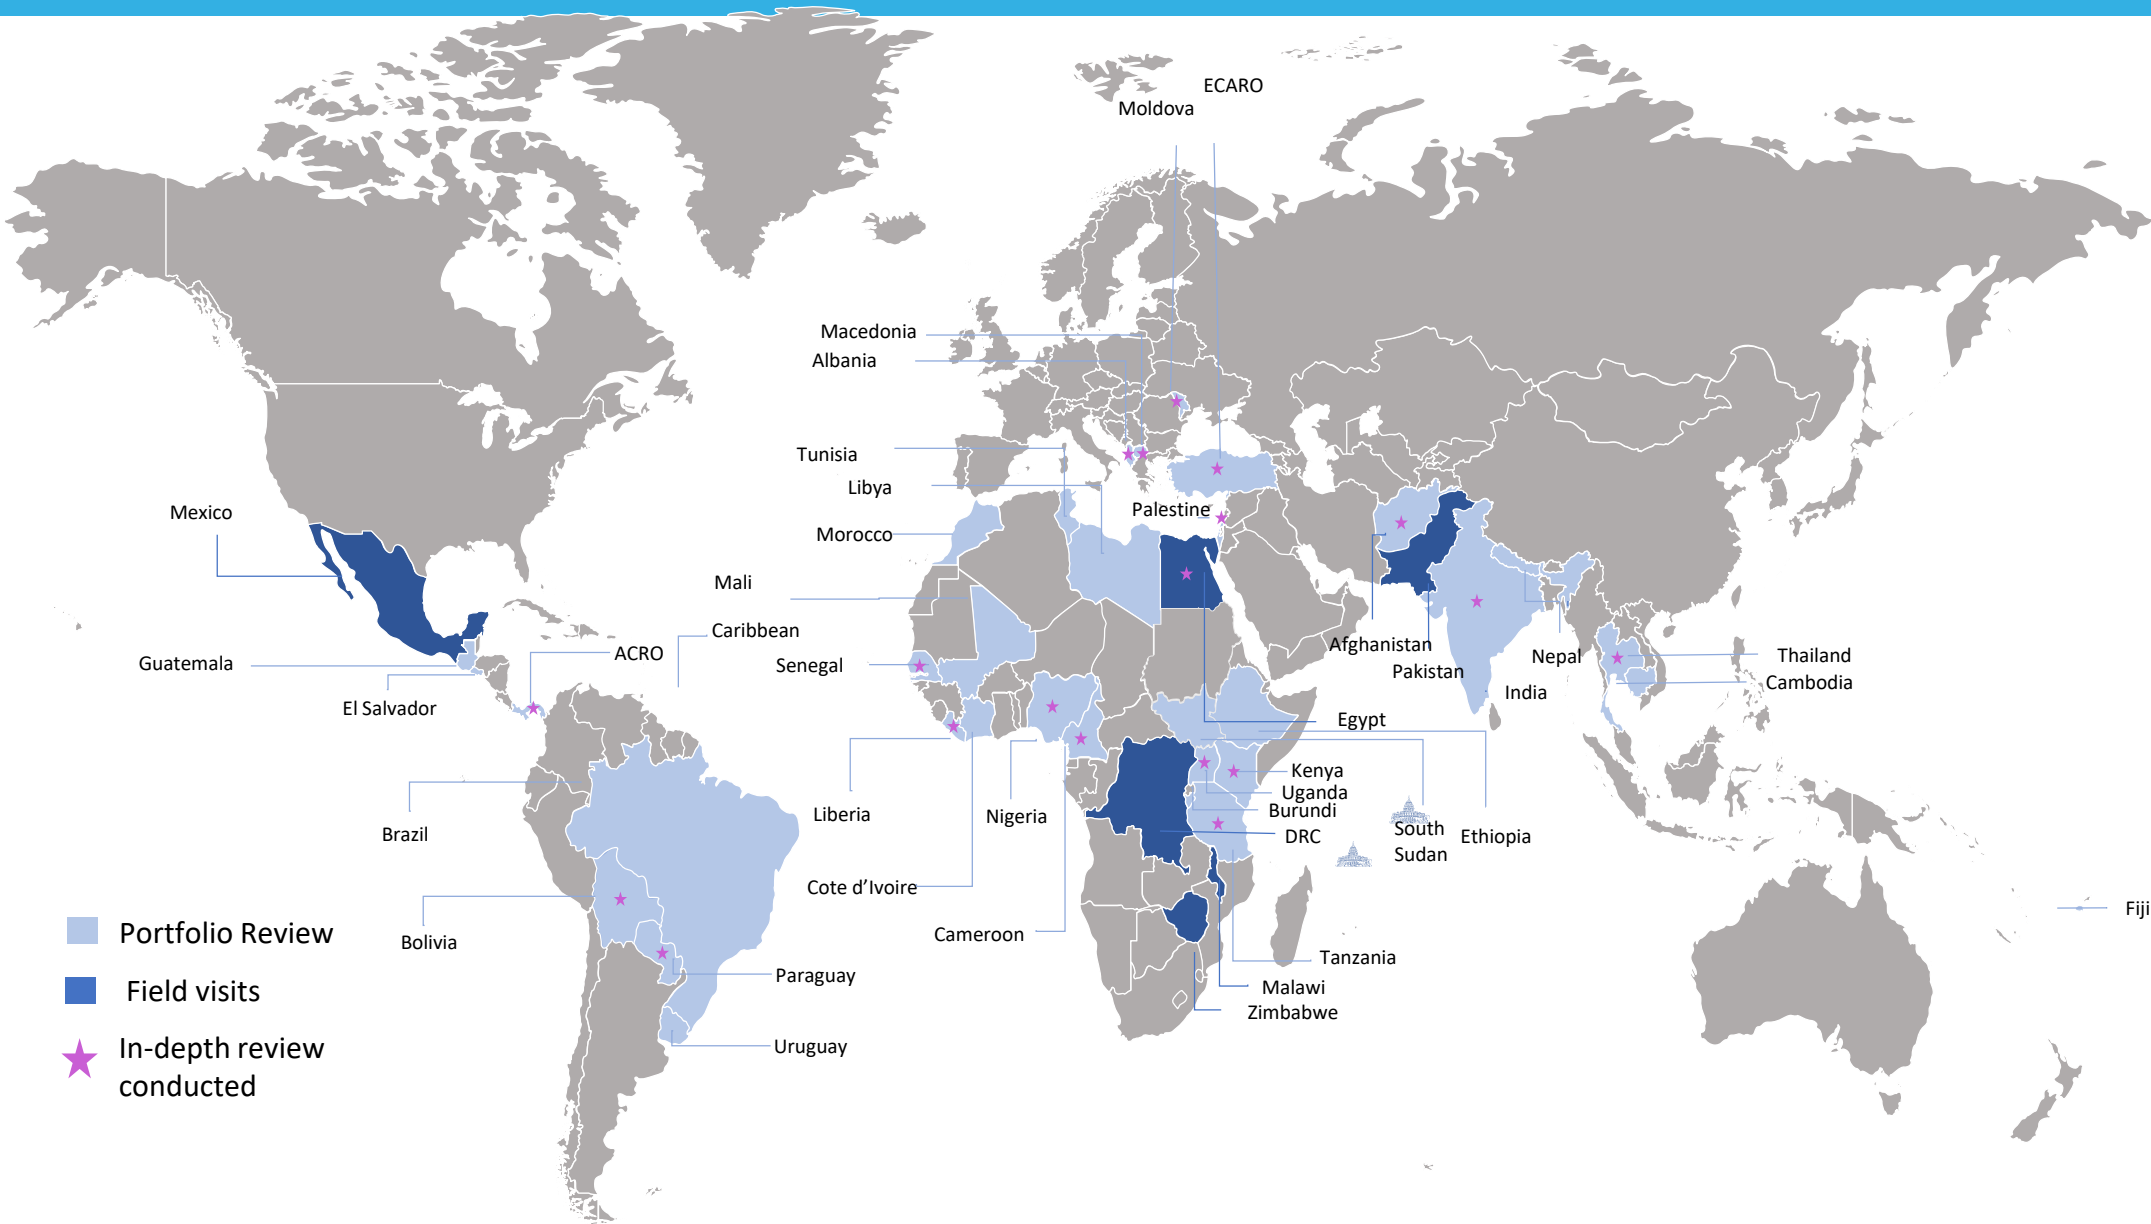 ECARO
Moldova
Macedonia
Albania
Tunisia
Libya
Palestine
Mexico
Morocco
Mali
Caribbean
Afghanistan
ACRO
Nepal
Thailand
Guatemala
Senegal
Pakistan
Cambodia
India
El Salvador
Egypt
Kenya
Uganda
Burundi
Liberia
Nigeria
Brazil
DRC
South
Sudan
Ethiopia
Cote d’Ivoire
Fiji
Portfolio Review
Bolivia
Cameroon
Tanzania
Paraguay
Field visits
Malawi
Zimbabwe
In-depth review
conducted
Uruguay